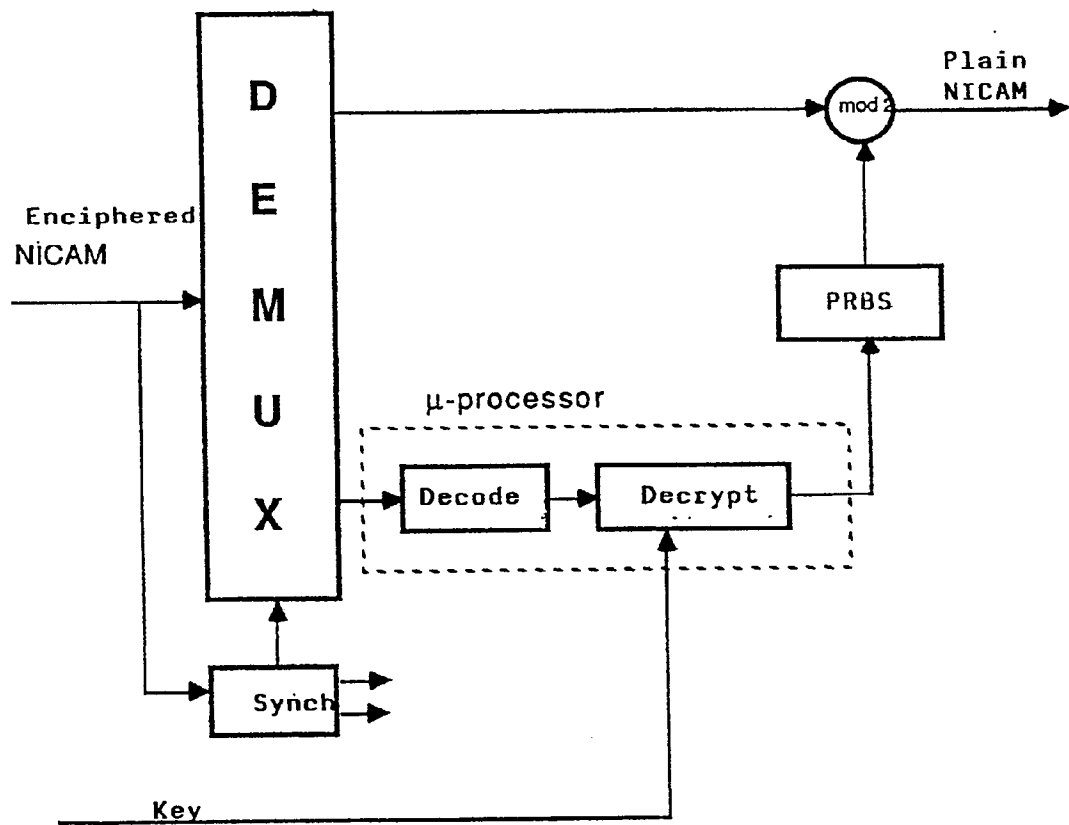 Plain
NICAM
mod 2
D
E
M
U
X
Enciphered
NICAM
PRBS
µ-processor
Decode
Decrypt
Synch
Key